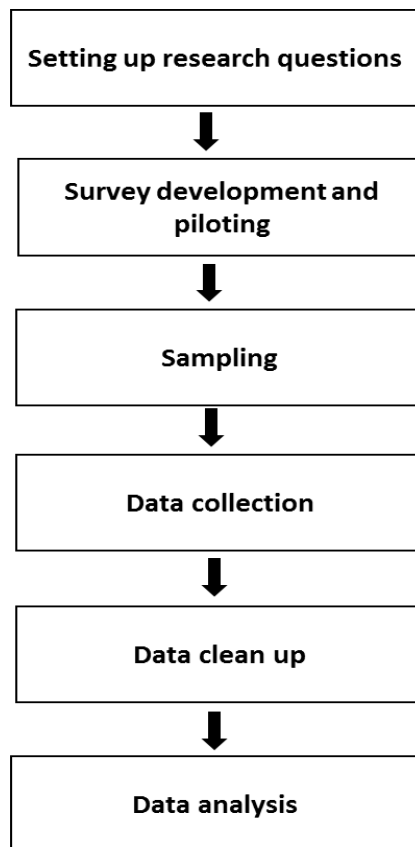 Setting up research questions
Survey development and
piloting
Sampling
Data collection
Data clean up
Data analysis